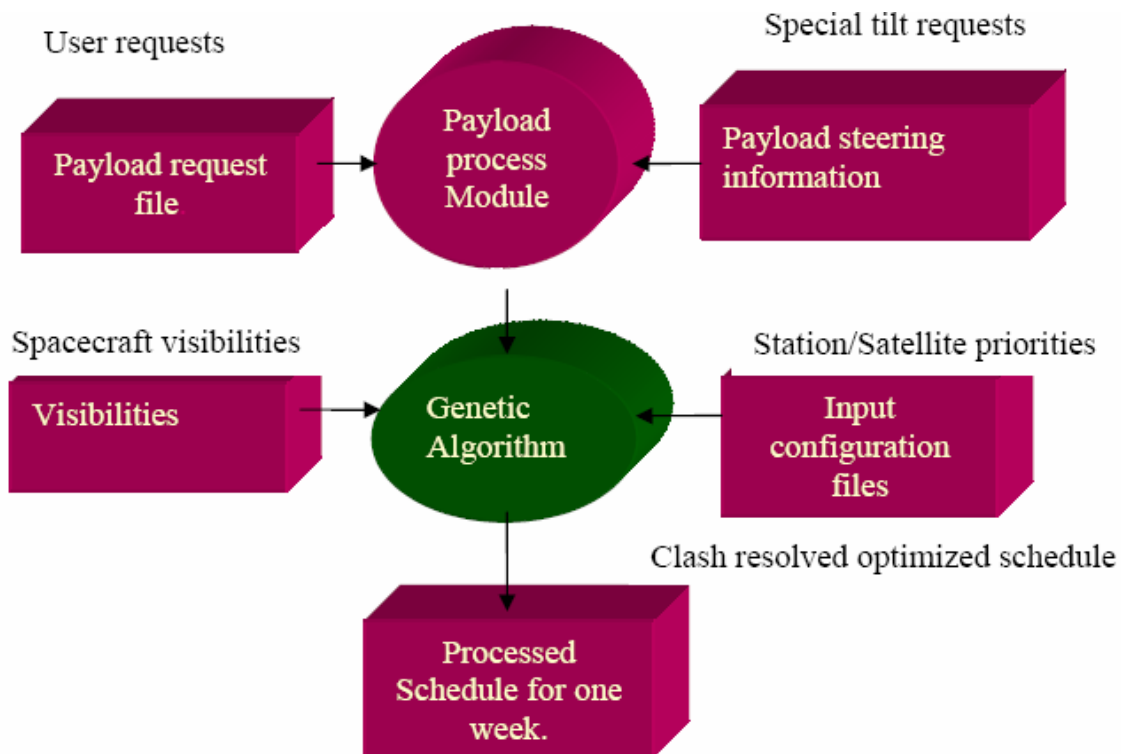 User requests
Special tilt requests
Payload request
file
Payload
process
Module
Payload steering
information
Spacecraft visibilities
Station/Satellite priorities
Visibilities
Genetic
Algorithm
Input
configuration
files
Clash resolved optimized schedule
Processed
Schedule for one
week.